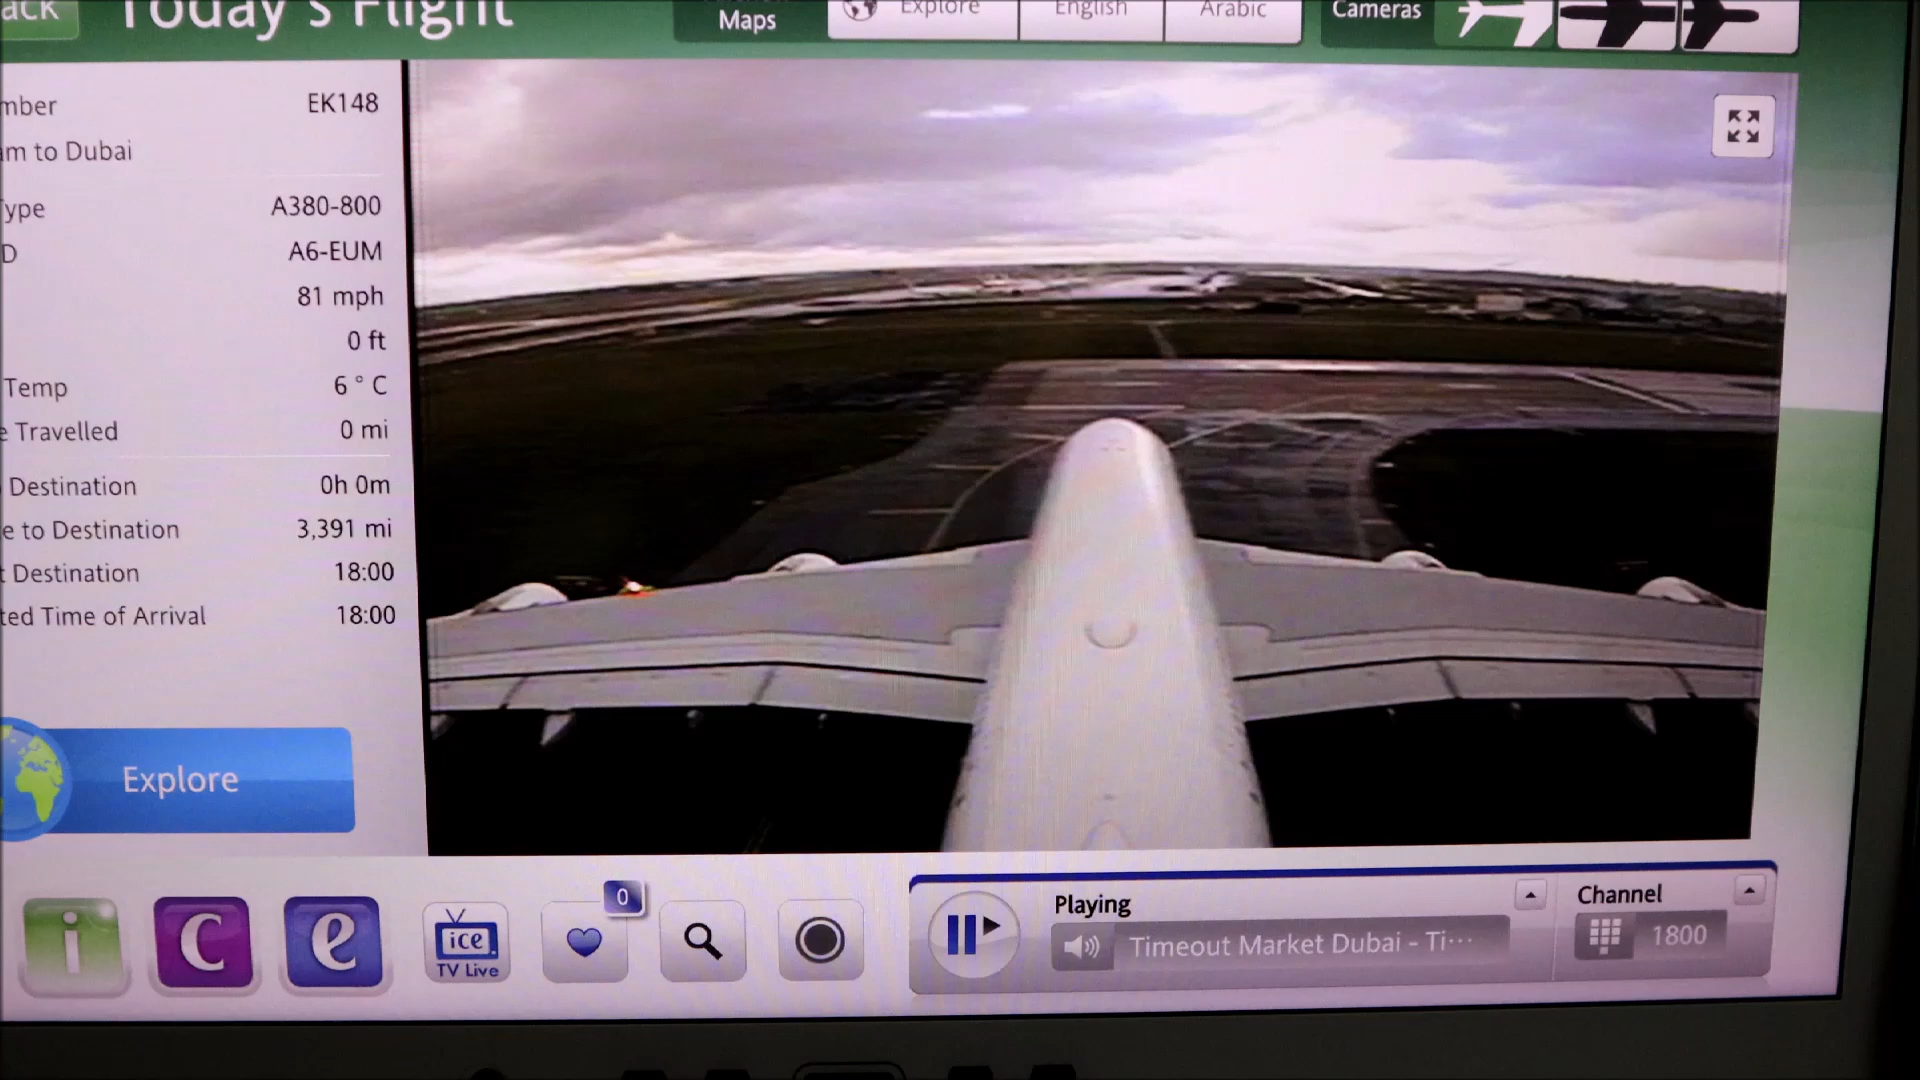 ack
Today's Flight
Maps
Explore
English
Arabic
Cameras
mber EK148
am to Dubai
Type A380-800
D A6-EUM
81 mph
0 ft
Temp 6 ° C
e Travelled 0 mi
Destination 0h 0m
e to Destination 3,391 mi
t Destination 18:00
ted Time of Arrival 18:00
Explore
i
C
e
ice
TV Live
0
Playing
Timeout Market Dubai - Ti...
Channel
1800